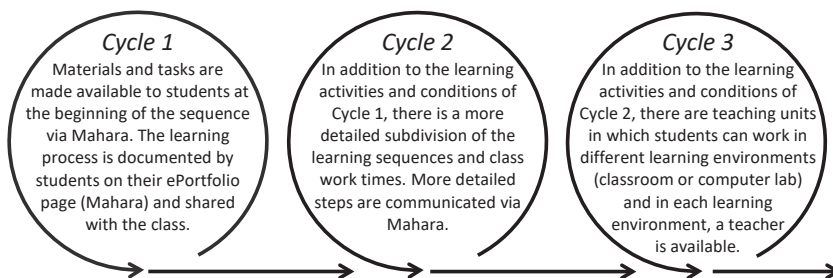 Cycle 1
Materials and tasks are
made available to students at
the beginning of the sequence
via Mahara. The learning
process is documented by
students on their ePortfolio
page (Mahara) and shared
with the class.
Cycle 2
In addition to the learning
activities and conditions of
Cycle 1, there is a more
detailed subdivision of the
learning sequences and class
work times. More detailed
steps are communicated via
Mahara.
Cycle 3
In addition to the learning
activities and conditions of
Cycle 2, there are teaching units
in which students can work in
different learning environments
(classroom or computer lab)
and in each learning
environment, a teacher
is available.